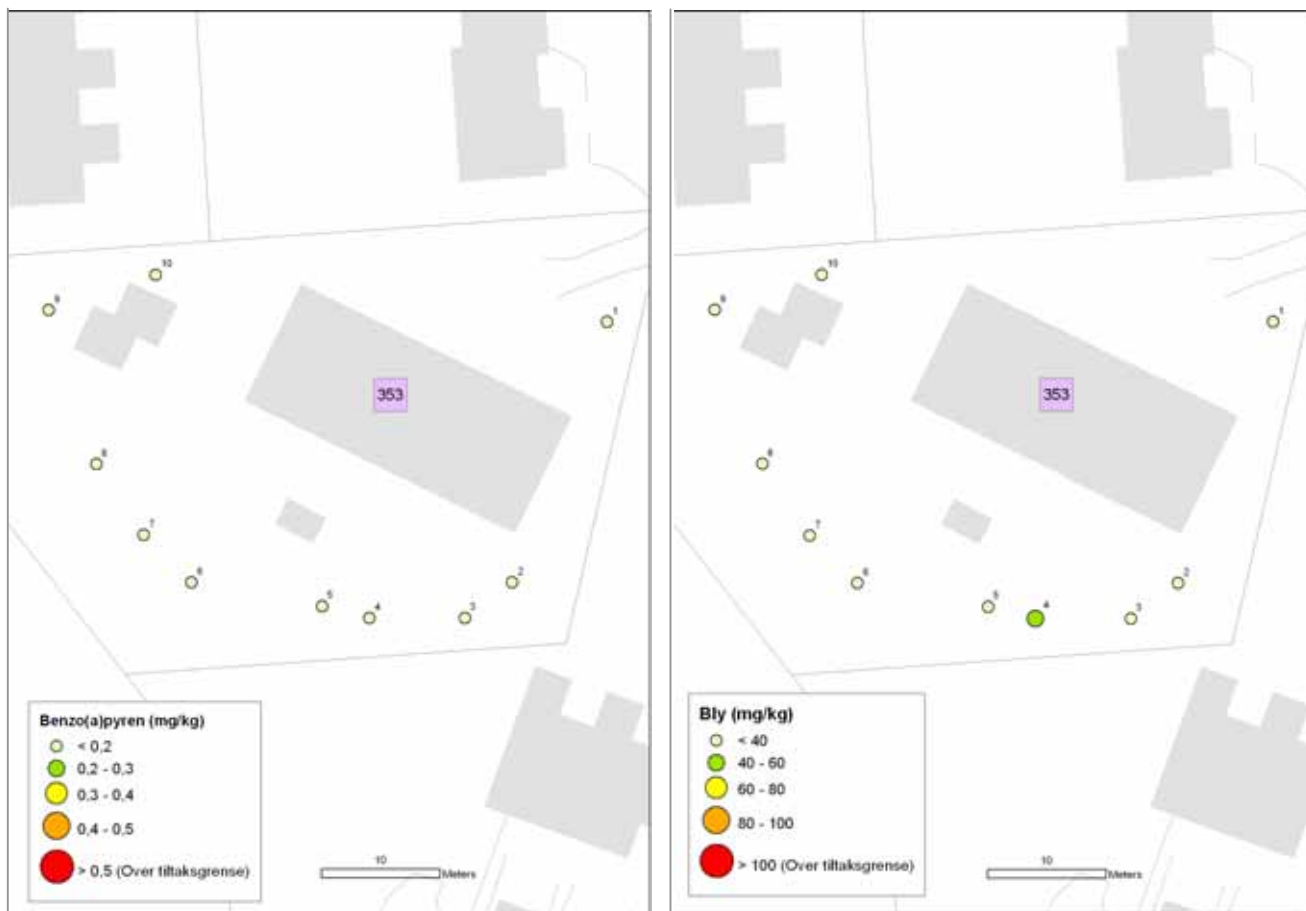 10
9
1
353
8
7
6
2
5
4
3
Benzo(a)pyren (mg/kg)
< 0,2
0,2 - 0,3
0,3 - 0,4
0,4 - 0,5
> 0,5 (Over tiltaksgrense)
10
Meters
10
9
1
353
8
7
6
2
5
4
3
Bly (mg/kg)
< 40
40 - 60
60 - 80
80 - 100
> 100 (Over tiltaksgrense)
10
Meters